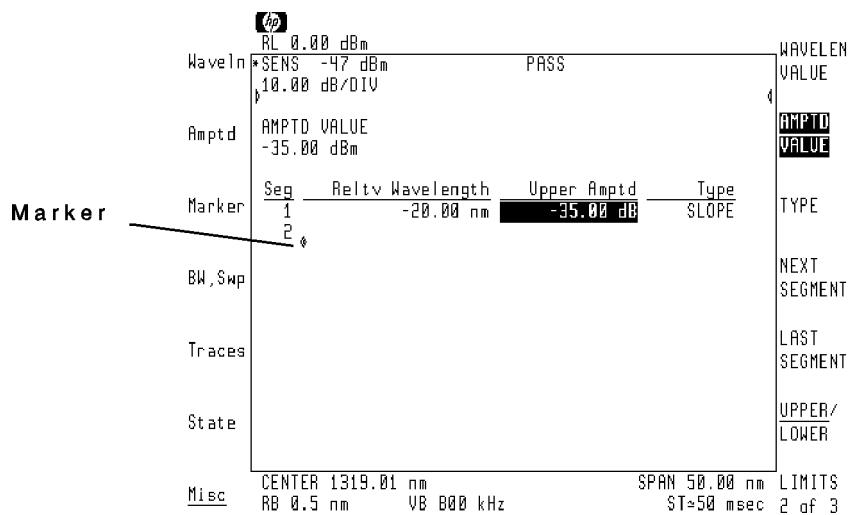 hp
RL 0.00 dBm
*SENS -47 dBm PASS
10.00 dB/DIV
AMPTD VALUE
-35.00 dBm
Seg Reltv Wavelength Upper Amptd Type
1 -20.00 nm -35.00 dB SLOPE
2
Waveln
Amptd
Marker
BW,Swp
Traces
State
Misc
Marker
WAVELEN
VALUE
AMPTD
VALUE
TYPE
NEXT
SEGMENT
LAST
SEGMENT
UPPER/
LOWER
LIMITS
2 of 3
CENTER 1319.01 nm SPAN 50.00 nm
RB 0.5 nm VB 800 kHz ST≃50 msec